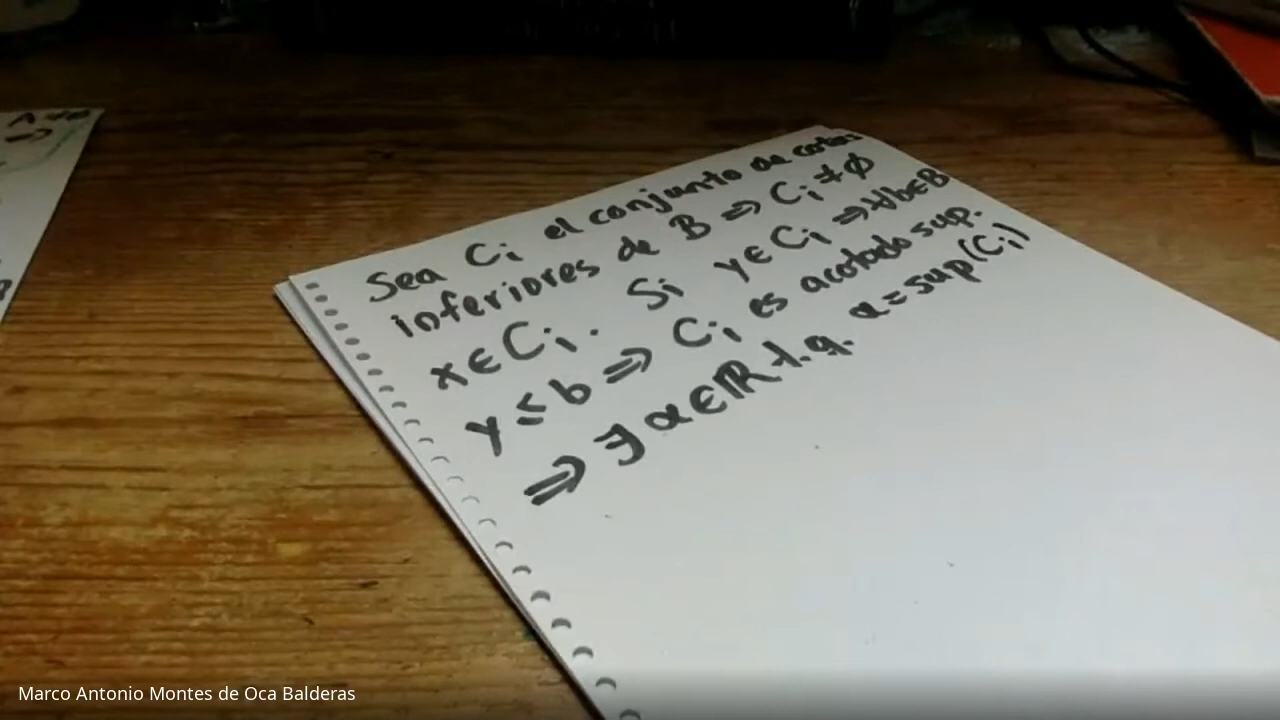 A ≠ ∅
⇒
Sea Ci el conjunto de cotas
inferiores de B ⇒ Ci ≠ ∅
x ∈ Ci. Si y ∈ Ci ⇒ ∀b∈B
y ≤ b ⇒ Ci es acotado sup.
⇒ ∃ α ∈ ℝ t.q. α = sup(Ci)
Marco Antonio Montes de Oca Balderas